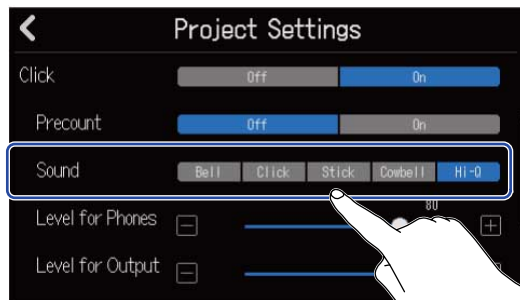 Project Settings
Click Off On
Precount Off On
Sound Bell Click Stick Cowbell Hi-Q
Level for Phones 80
Level for Output